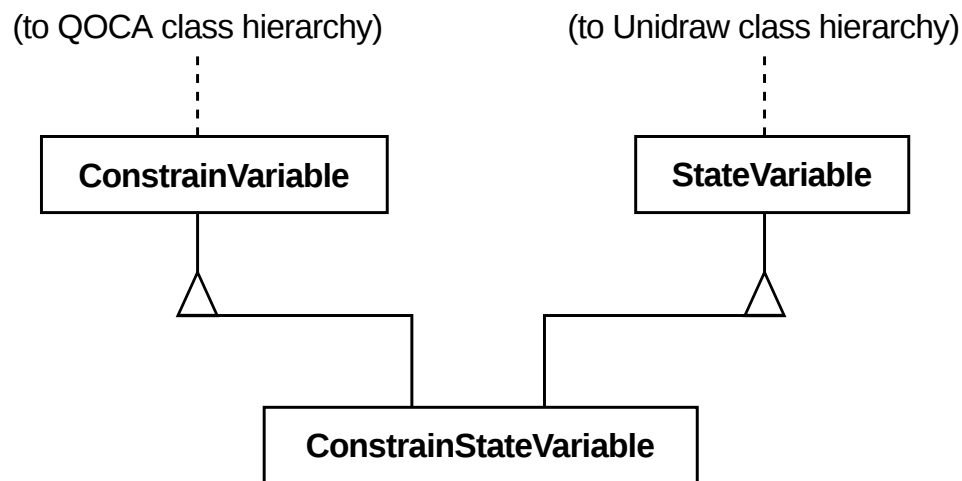 (to QOCA class hierarchy)
(to Unidraw class hierarchy)
ConstrainVariable
StateVariable
ConstrainStateVariable